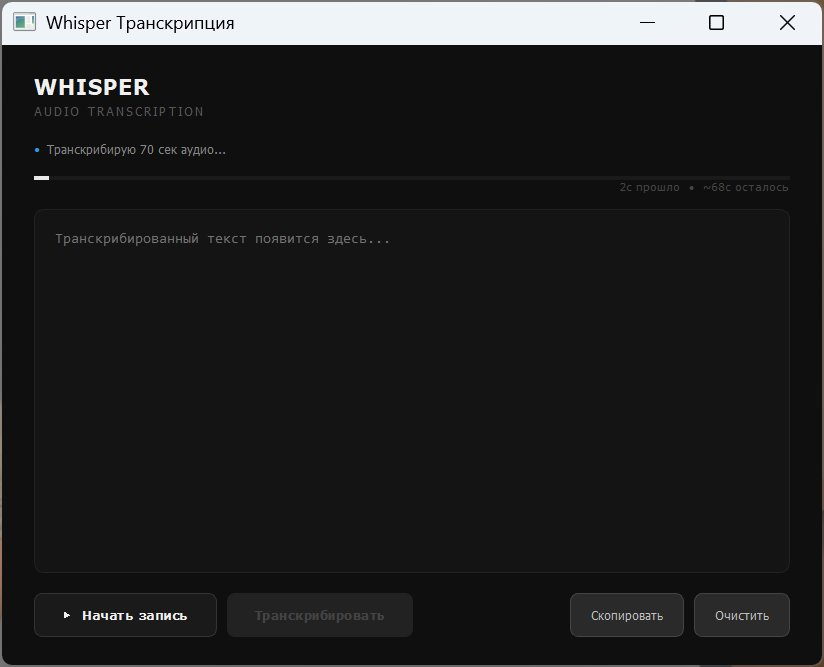 Whisper Транскрипция
WHISPER
AUDIO TRANSCRIPTION
• Транскрибирую 70 сек аудио...
2с прошло • ~68с осталось
Транскрибированный текст появится здесь...
Начать запись
Транскрибировать
Скопировать
Очистить